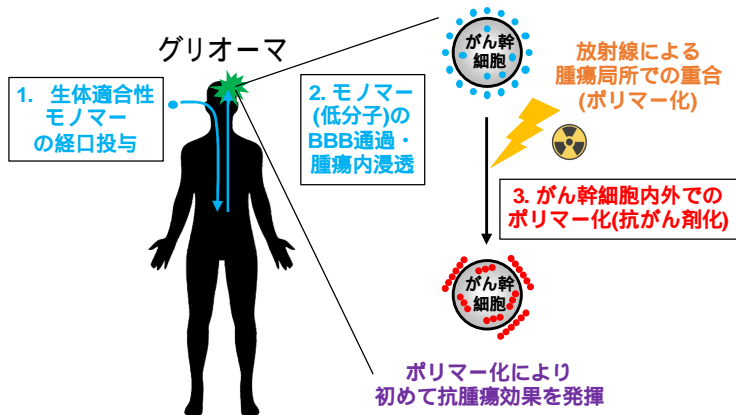 グリオーマ
1. 生体適合性
モノマー
の経口投与
2. モノマー
(低分子)の
BBB通過・
腫瘍内浸透
がん幹
細胞
放射線による
腫瘍局所での重合
(ポリマー化)
3. がん幹細胞内外での
ポリマー化(抗がん剤化)
がん幹
細胞
ポリマー化により
初めて抗腫瘍効果を発揮